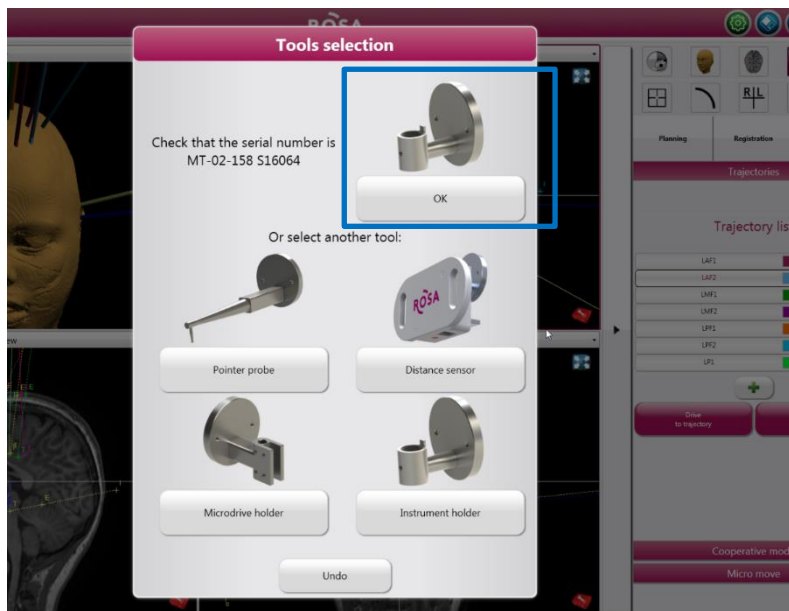 ROSA
Tools selection
Check that the serial number is
MT-02-158 S16064
OK
Or select another tool:
ROSA
Pointer probe
Distance sensor
Microdrive holder
Instrument holder
Undo
R L
Planning
Registration
Trajectories
Trajectory lis
LAF1
LAF2
LMF1
LMF2
LPF1
LPF2
LP1
Drive
to trajectory
Cooperative mod
Micro move
ew